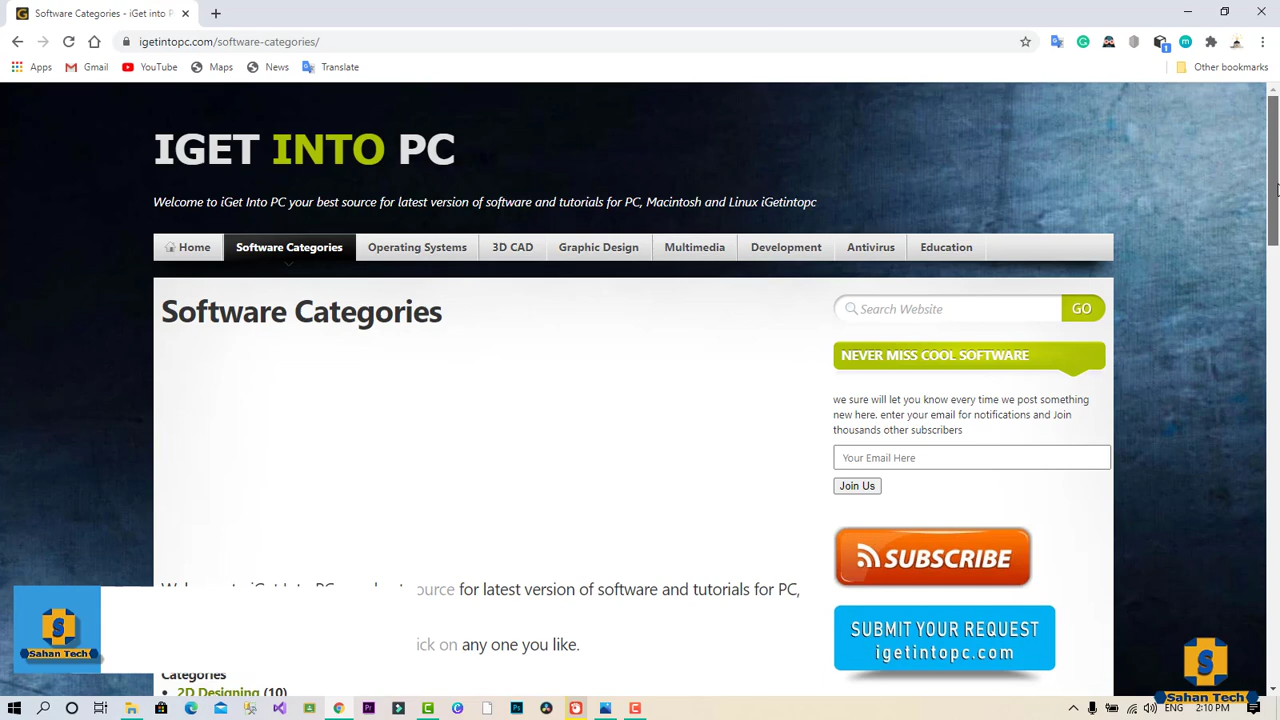 Software Categories - iGet into P
igetintopc.com/software-categories/
Apps
Gmail
YouTube
Maps
News
Translate
Other bookmarks
IGET INTO PC
Welcome to iGet Into PC your best source for latest version of software and tutorials for PC, Macintosh and Linux iGetintopc
Home
Software Categories
Operating Systems
3D CAD
Graphic Design
Multimedia
Development
Antivirus
Education
Software Categories
Search Website
GO
NEVER MISS COOL SOFTWARE
we sure will let you know every time we post something
new here. enter your email for notifications and Join
thousands other subscribers
Your Email Here
Join Us
SUBSCRIBE
SUBMIT YOUR REQUEST
igetintopc.com
for latest version of software and tutorials for PC,
ick on any one you like.
Categories
2D Designing (10)
S
Sahan Tech
S
Sahan Tech
ENG
2:10 PM